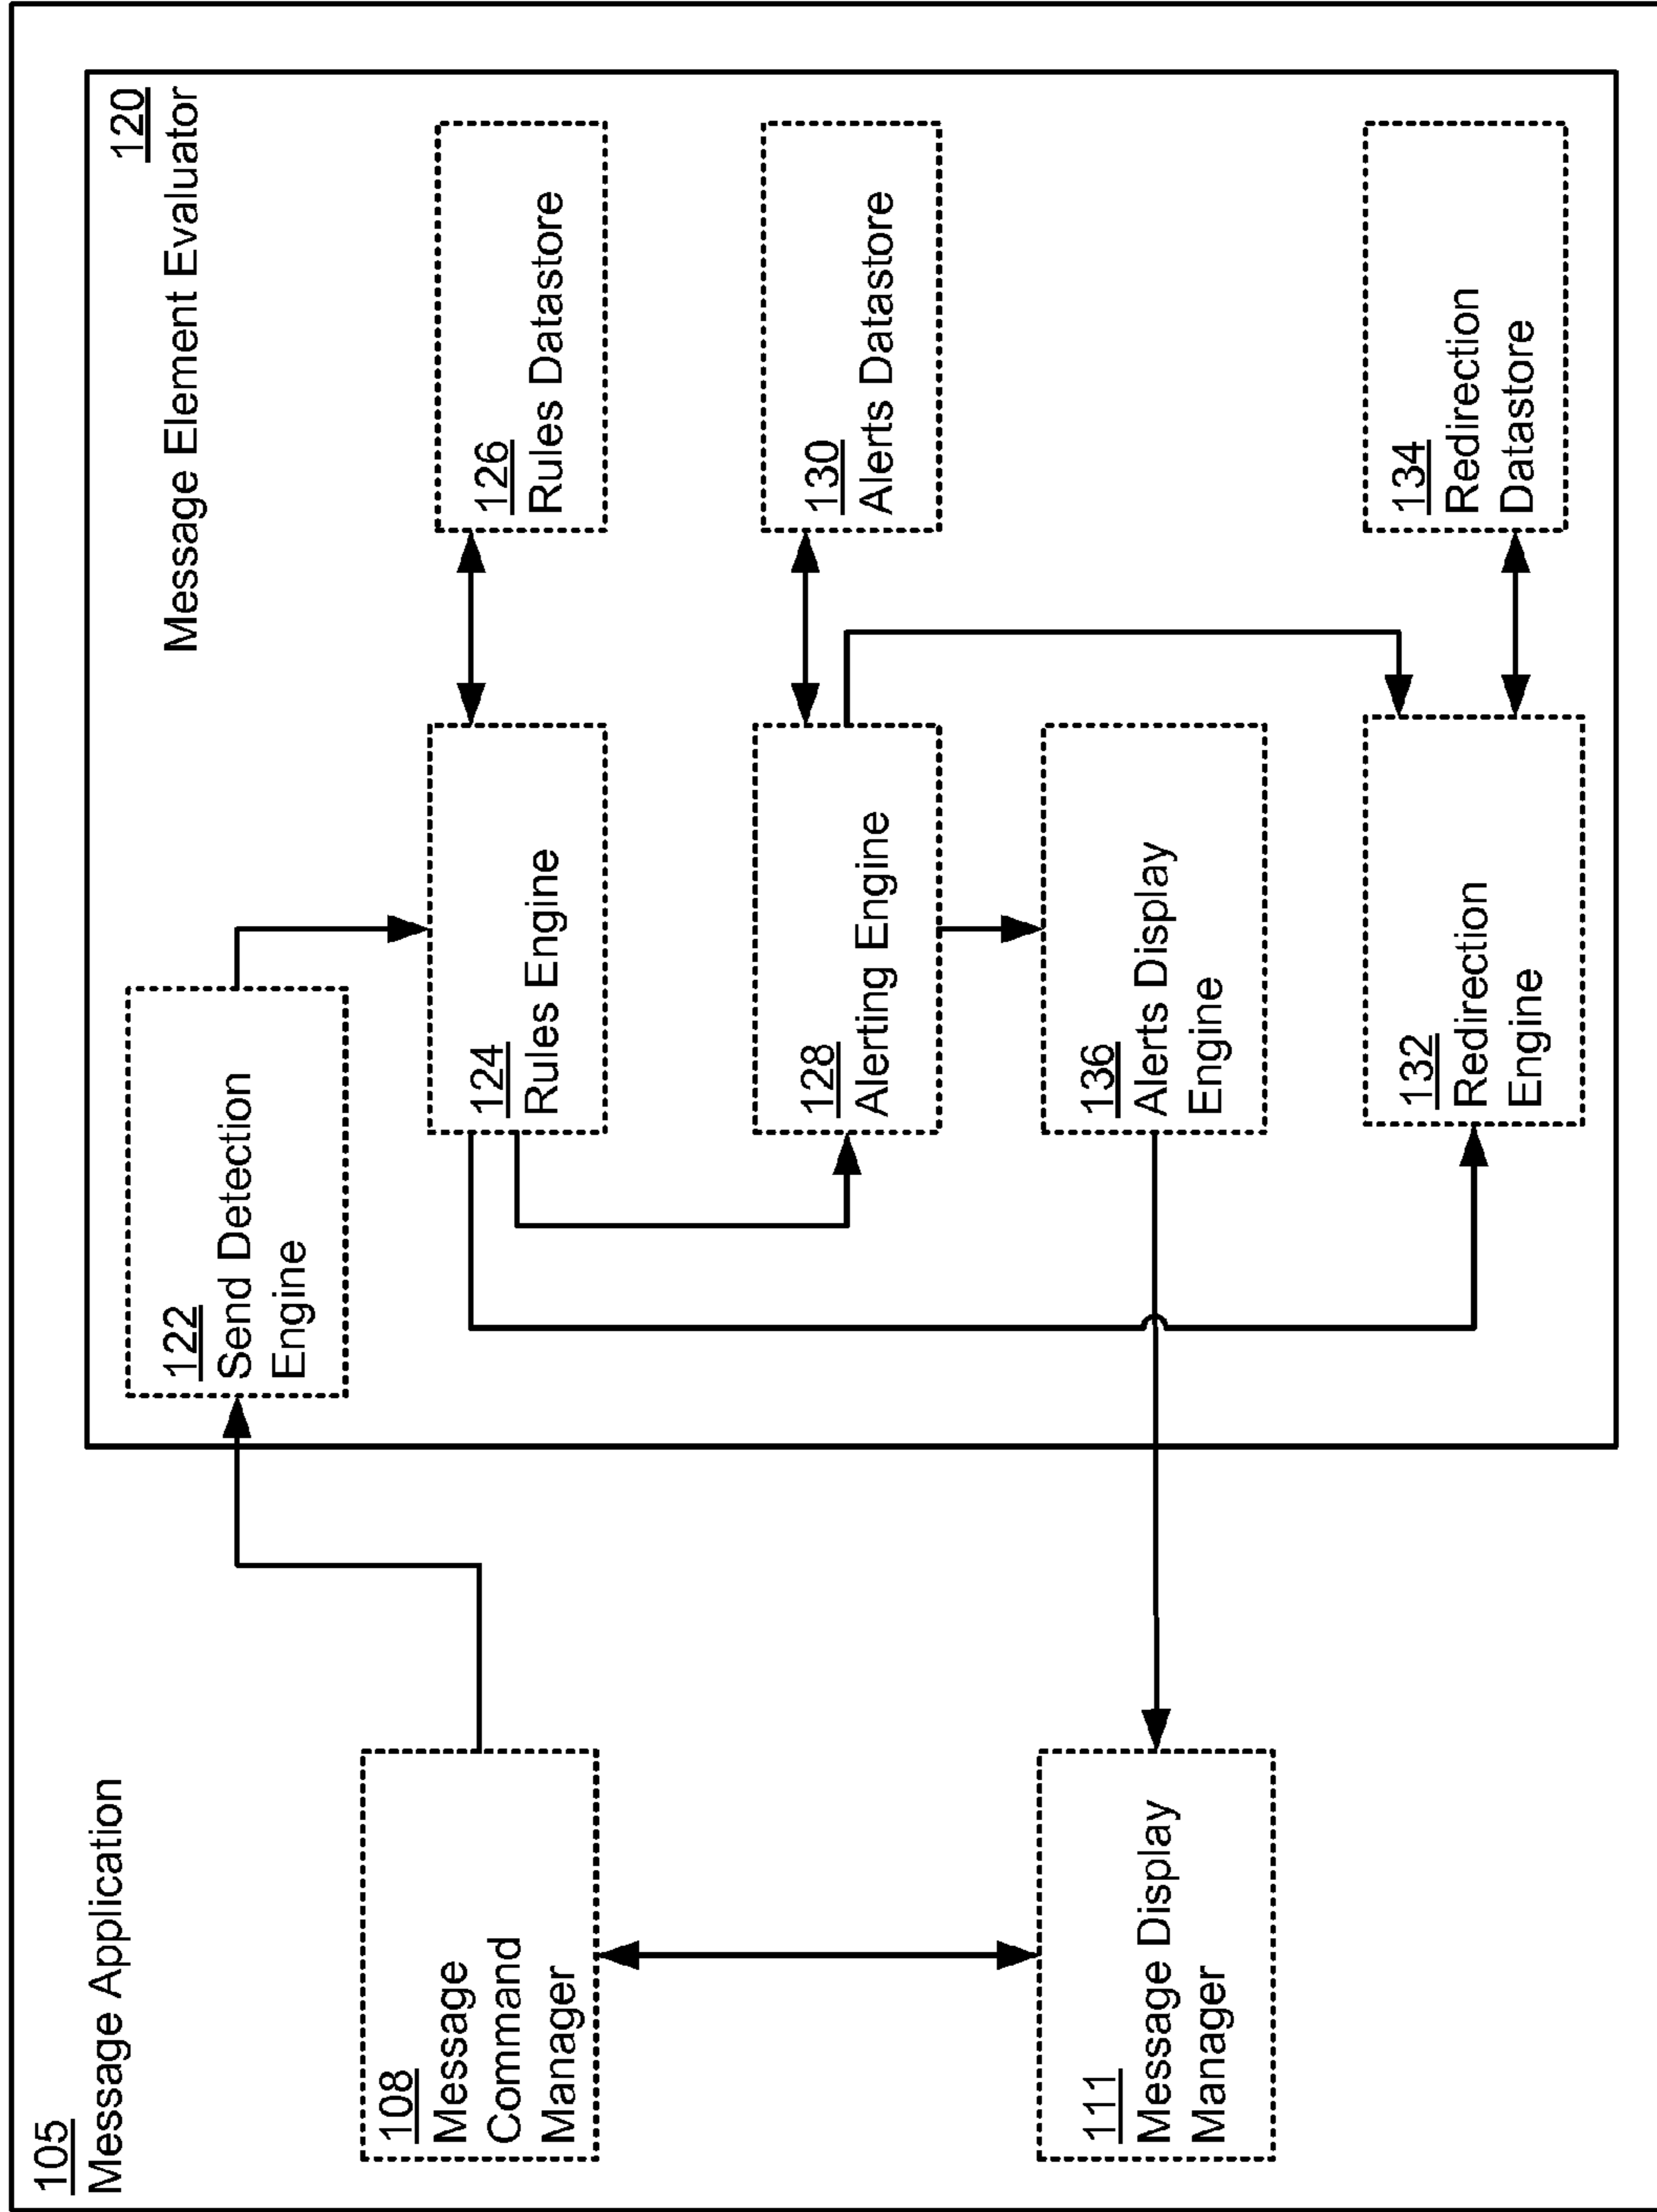 105
Message Application
120
Message Element Evaluator
122
Send Detection
Engine
108
Message
Command
Manager
124
Rules Engine
126
Rules Datastore
128
Alerting Engine
130
Alerts Datastore
111
Message Display
Manager
136
Alerts Display
Engine
132
Redirection
Engine
134
Redirection
Datastore